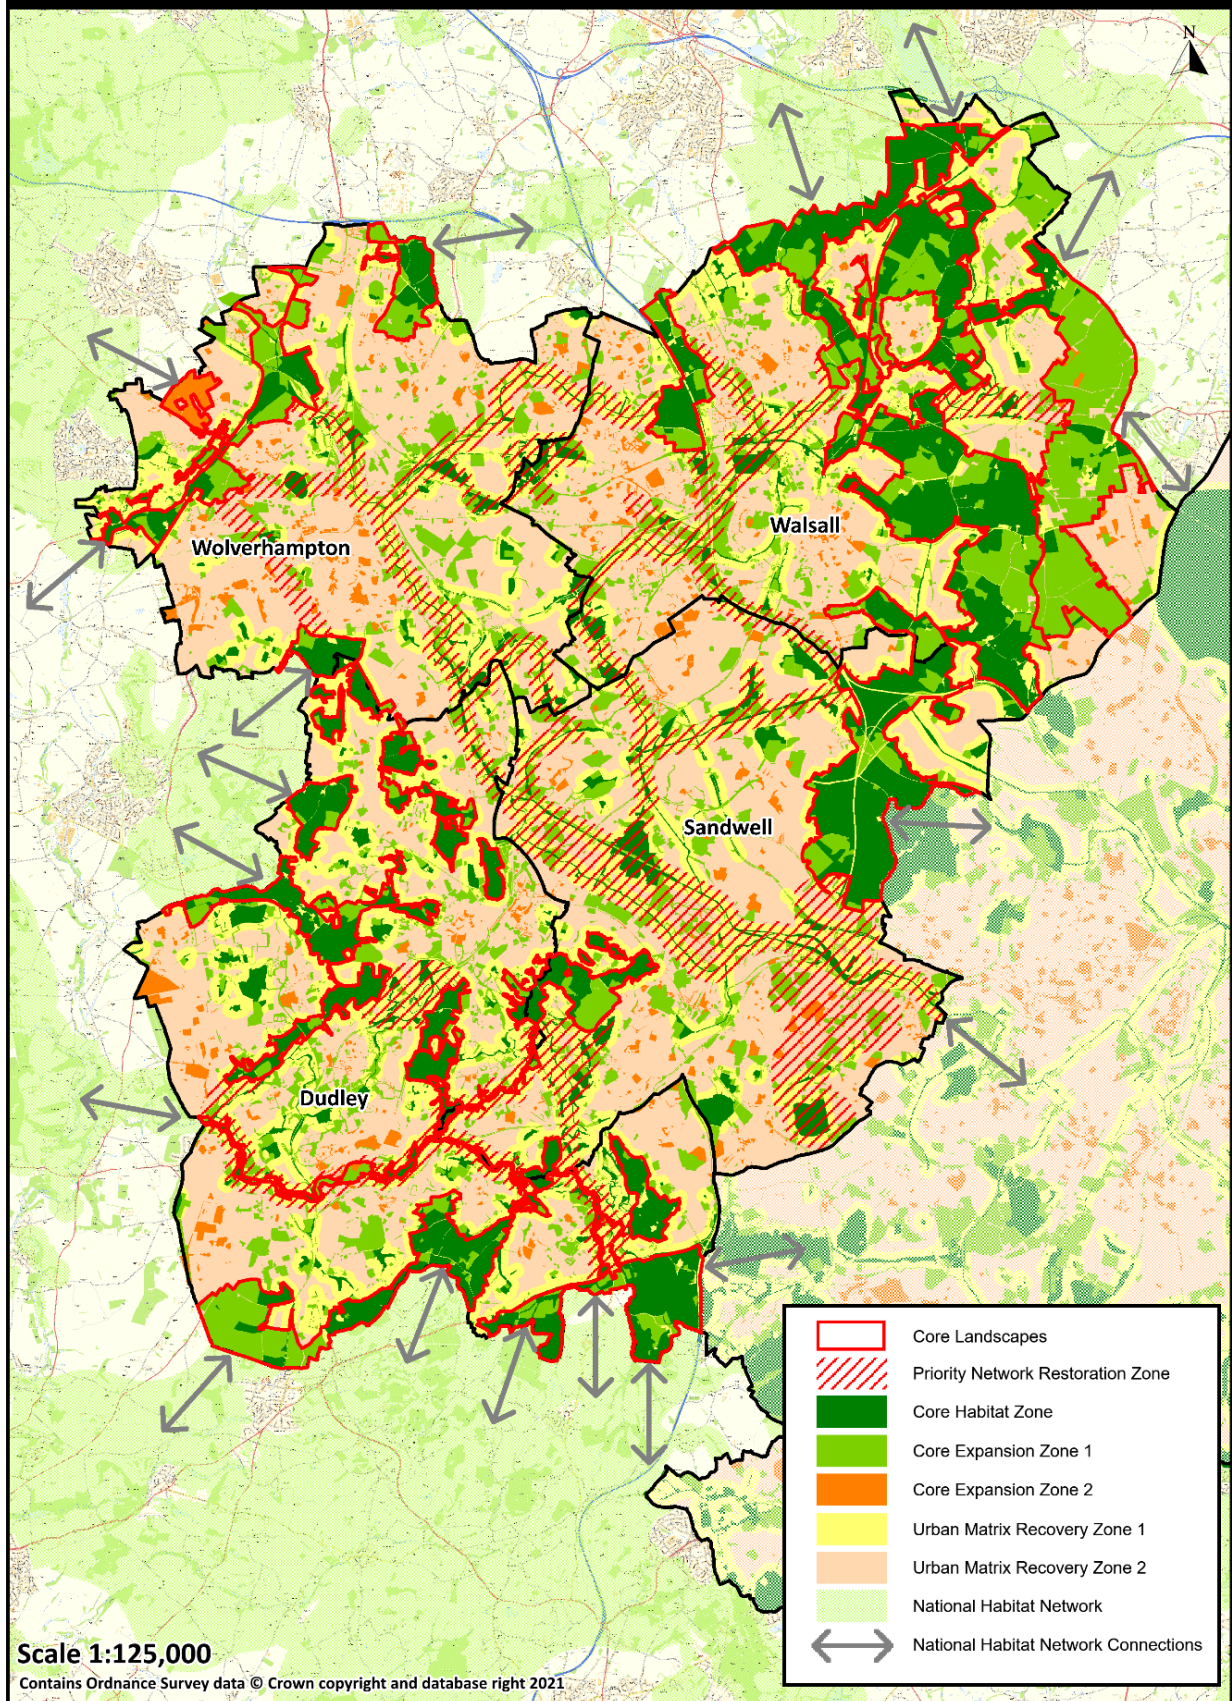 N
Walsall
Wolverhampton
Sandwell
Dudley
Core Landscapes
Priority Network Restoration Zone
Core Habitat Zone
Core Expansion Zone 1
Core Expansion Zone 2
Urban Matrix Recovery Zone 1
Urban Matrix Recovery Zone 2
National Habitat Network
National Habitat Network Connections
Scale 1:125,000
Contains Ordnance Survey data © Crown copyright and database right 2021